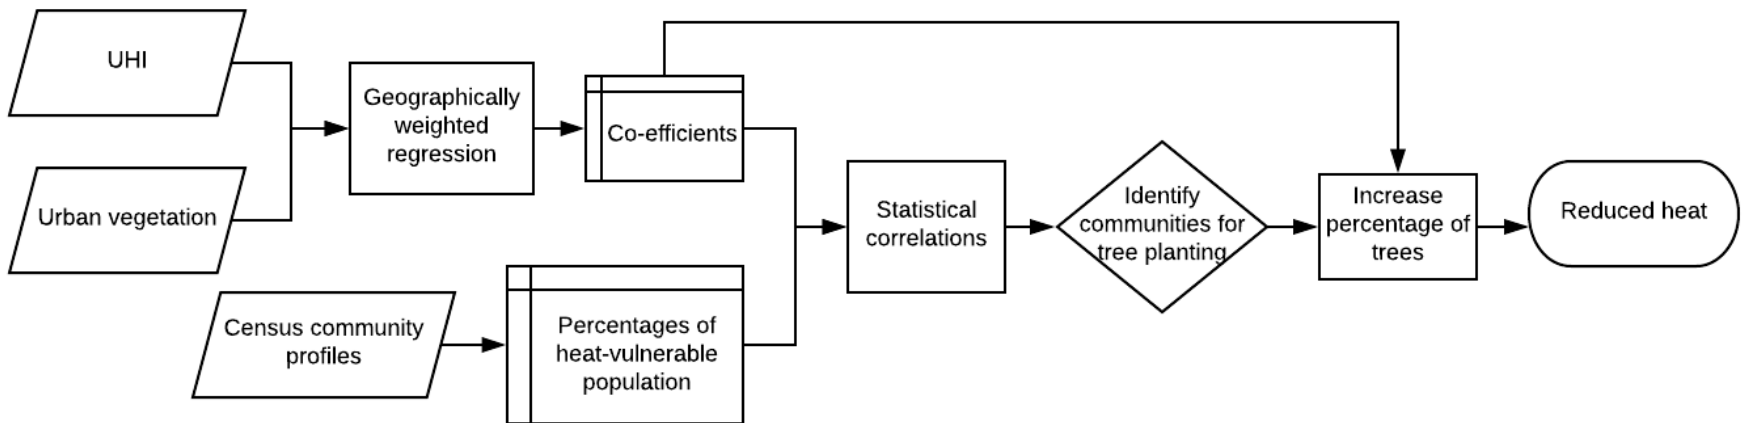 UHI
Urban vegetation
Geographically
weighted
regression
Co-efficients
Census community
profiles
Percentages of
heat-vulnerable
population
Statistical
correlations
Identify
communities for
tree planting
Increase
percentage of
trees
Reduced heat